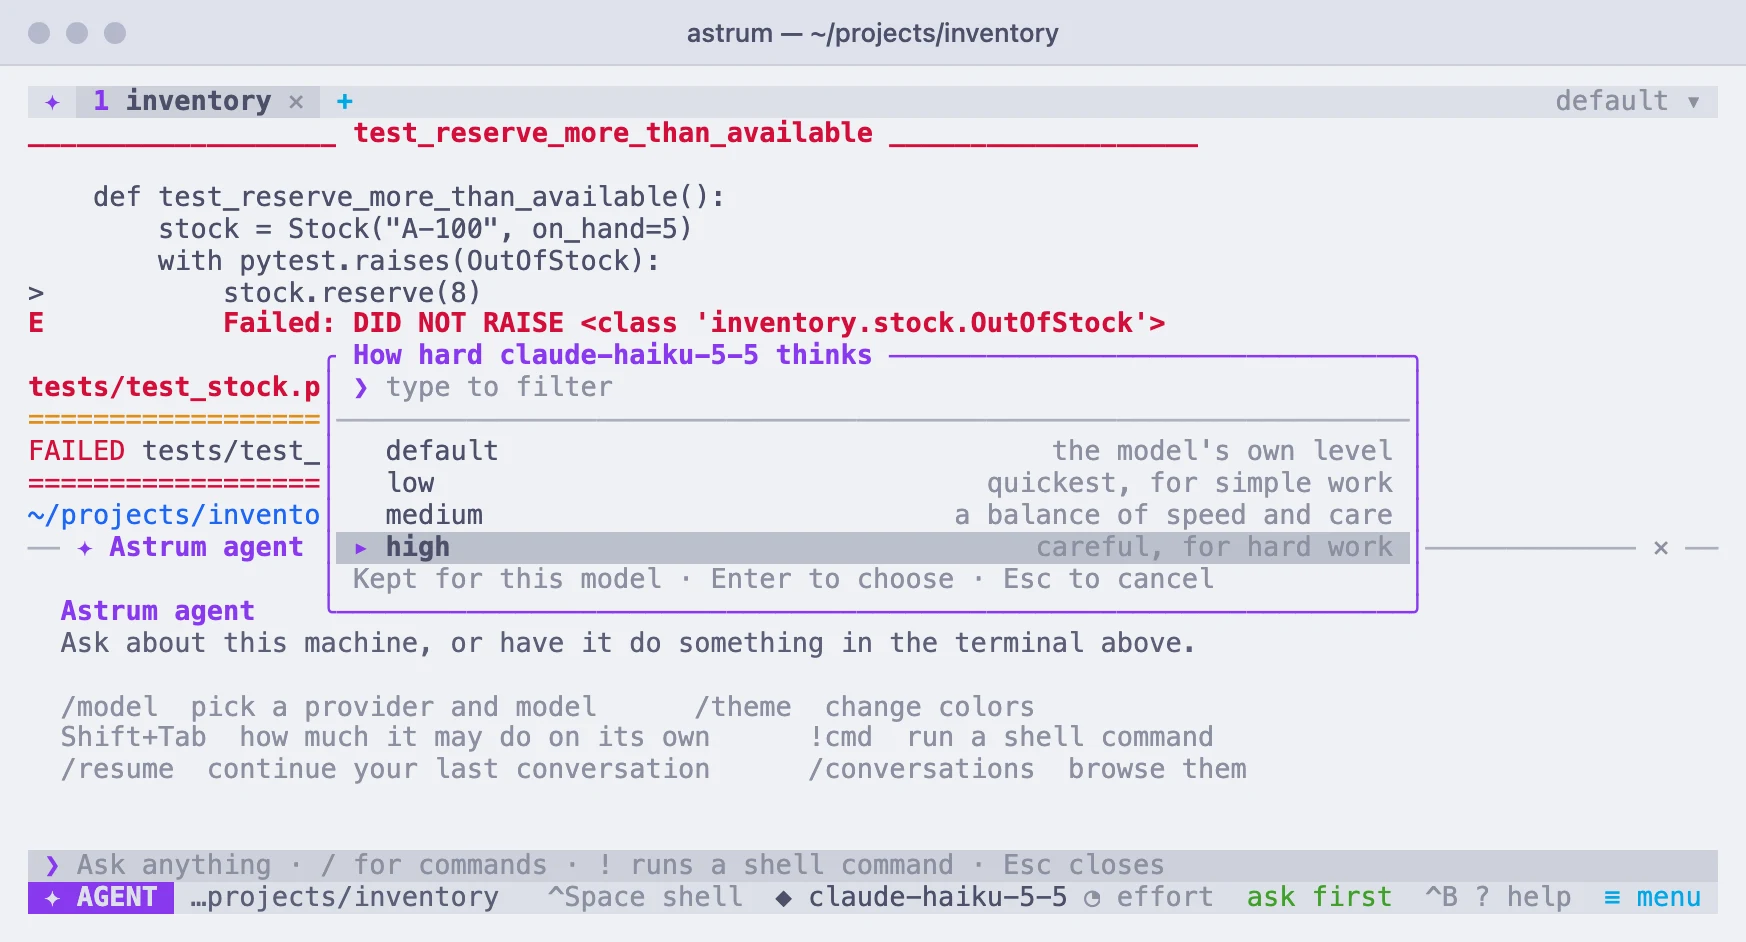 astrum — ~/projects/inventory
✦ 1 inventory × + default ▾
___________________ test_reserve_more_than_available ___________________
def test_reserve_more_than_available():
stock = Stock("A-100", on_hand=5)
with pytest.raises(OutOfStock):
> stock.reserve(8)
E Failed: DID NOT RAISE <class 'inventory.stock.OutOfStock'>
How hard claude-haiku-5-5 thinks
tests/test_stock.p ❯ type to filter
==================
default the model's own level
FAILED tests/test_
low quickest, for simple work
==================
~/projects/invento medium a balance of speed and care
✦ Astrum agent ▸ high careful, for hard work ×
Kept for this model · Enter to choose · Esc to cancel
Astrum agent
Ask about this machine, or have it do something in the terminal above.
/model pick a provider and model /theme change colors
Shift+Tab how much it may do on its own !cmd run a shell command
/resume continue your last conversation /conversations browse them
❯ Ask anything · / for commands · ! runs a shell command · Esc closes
✦ AGENT …projects/inventory ^Space shell ◆ claude-haiku-5-5 ◔ effort ask first ^B ? help ≡ menu